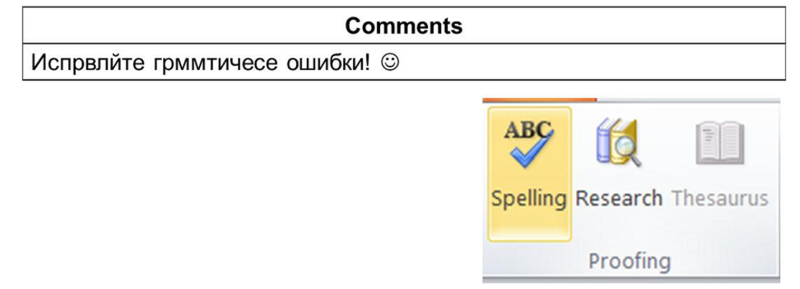 Comments
Испрвлйте грммтичесе ошибки! ☺
ABC
Spelling Research Thesaurus
Proofing